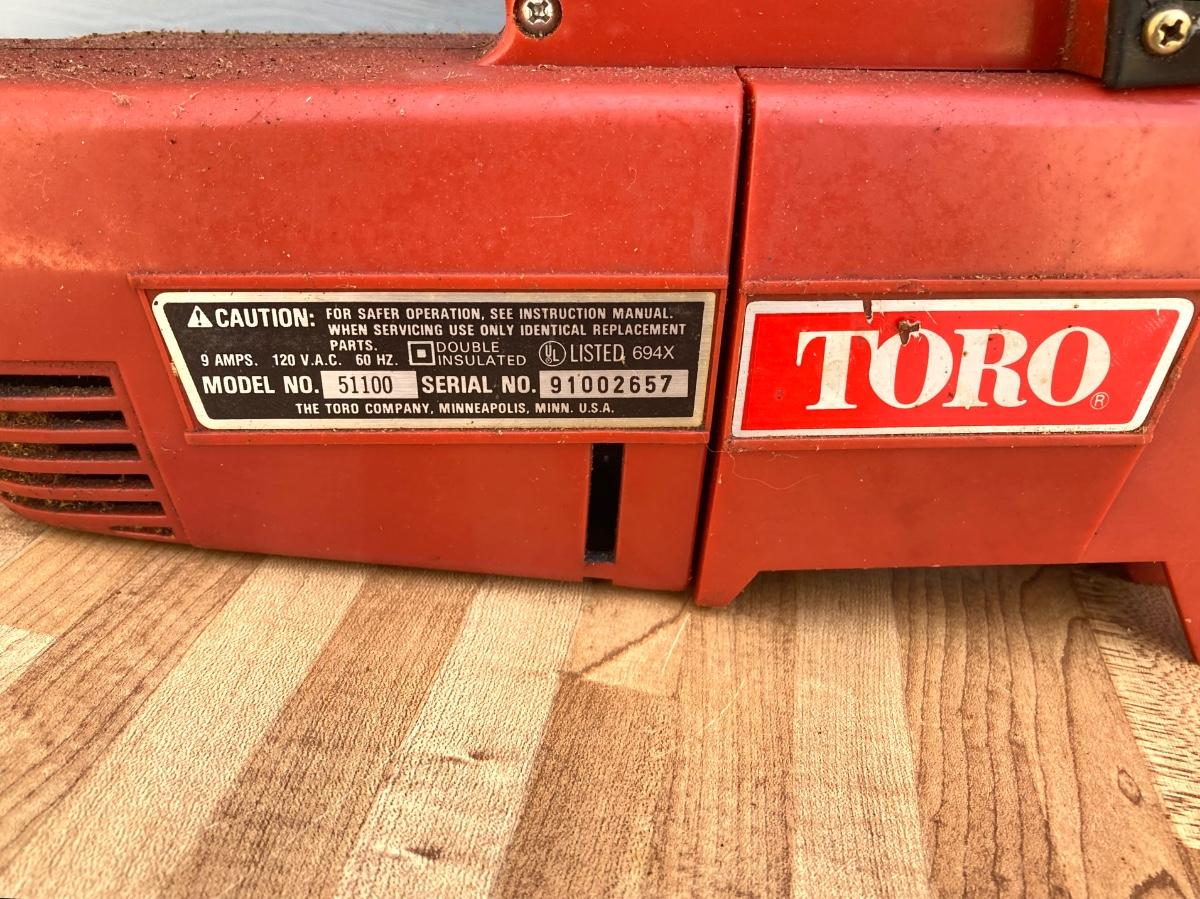 ⚠ CAUTION: FOR SAFER OPERATION, SEE INSTRUCTION MANUAL.
WHEN SERVICING USE ONLY IDENTICAL REPLACEMENT
PARTS.
9 AMPS. 120 V.A.C. 60 HZ. DOUBLE INSULATED UL LISTED 694X
MODEL NO. 51100 SERIAL NO. 91002657
THE TORO COMPANY, MINNEAPOLIS, MINN. U.S.A.
TORO®